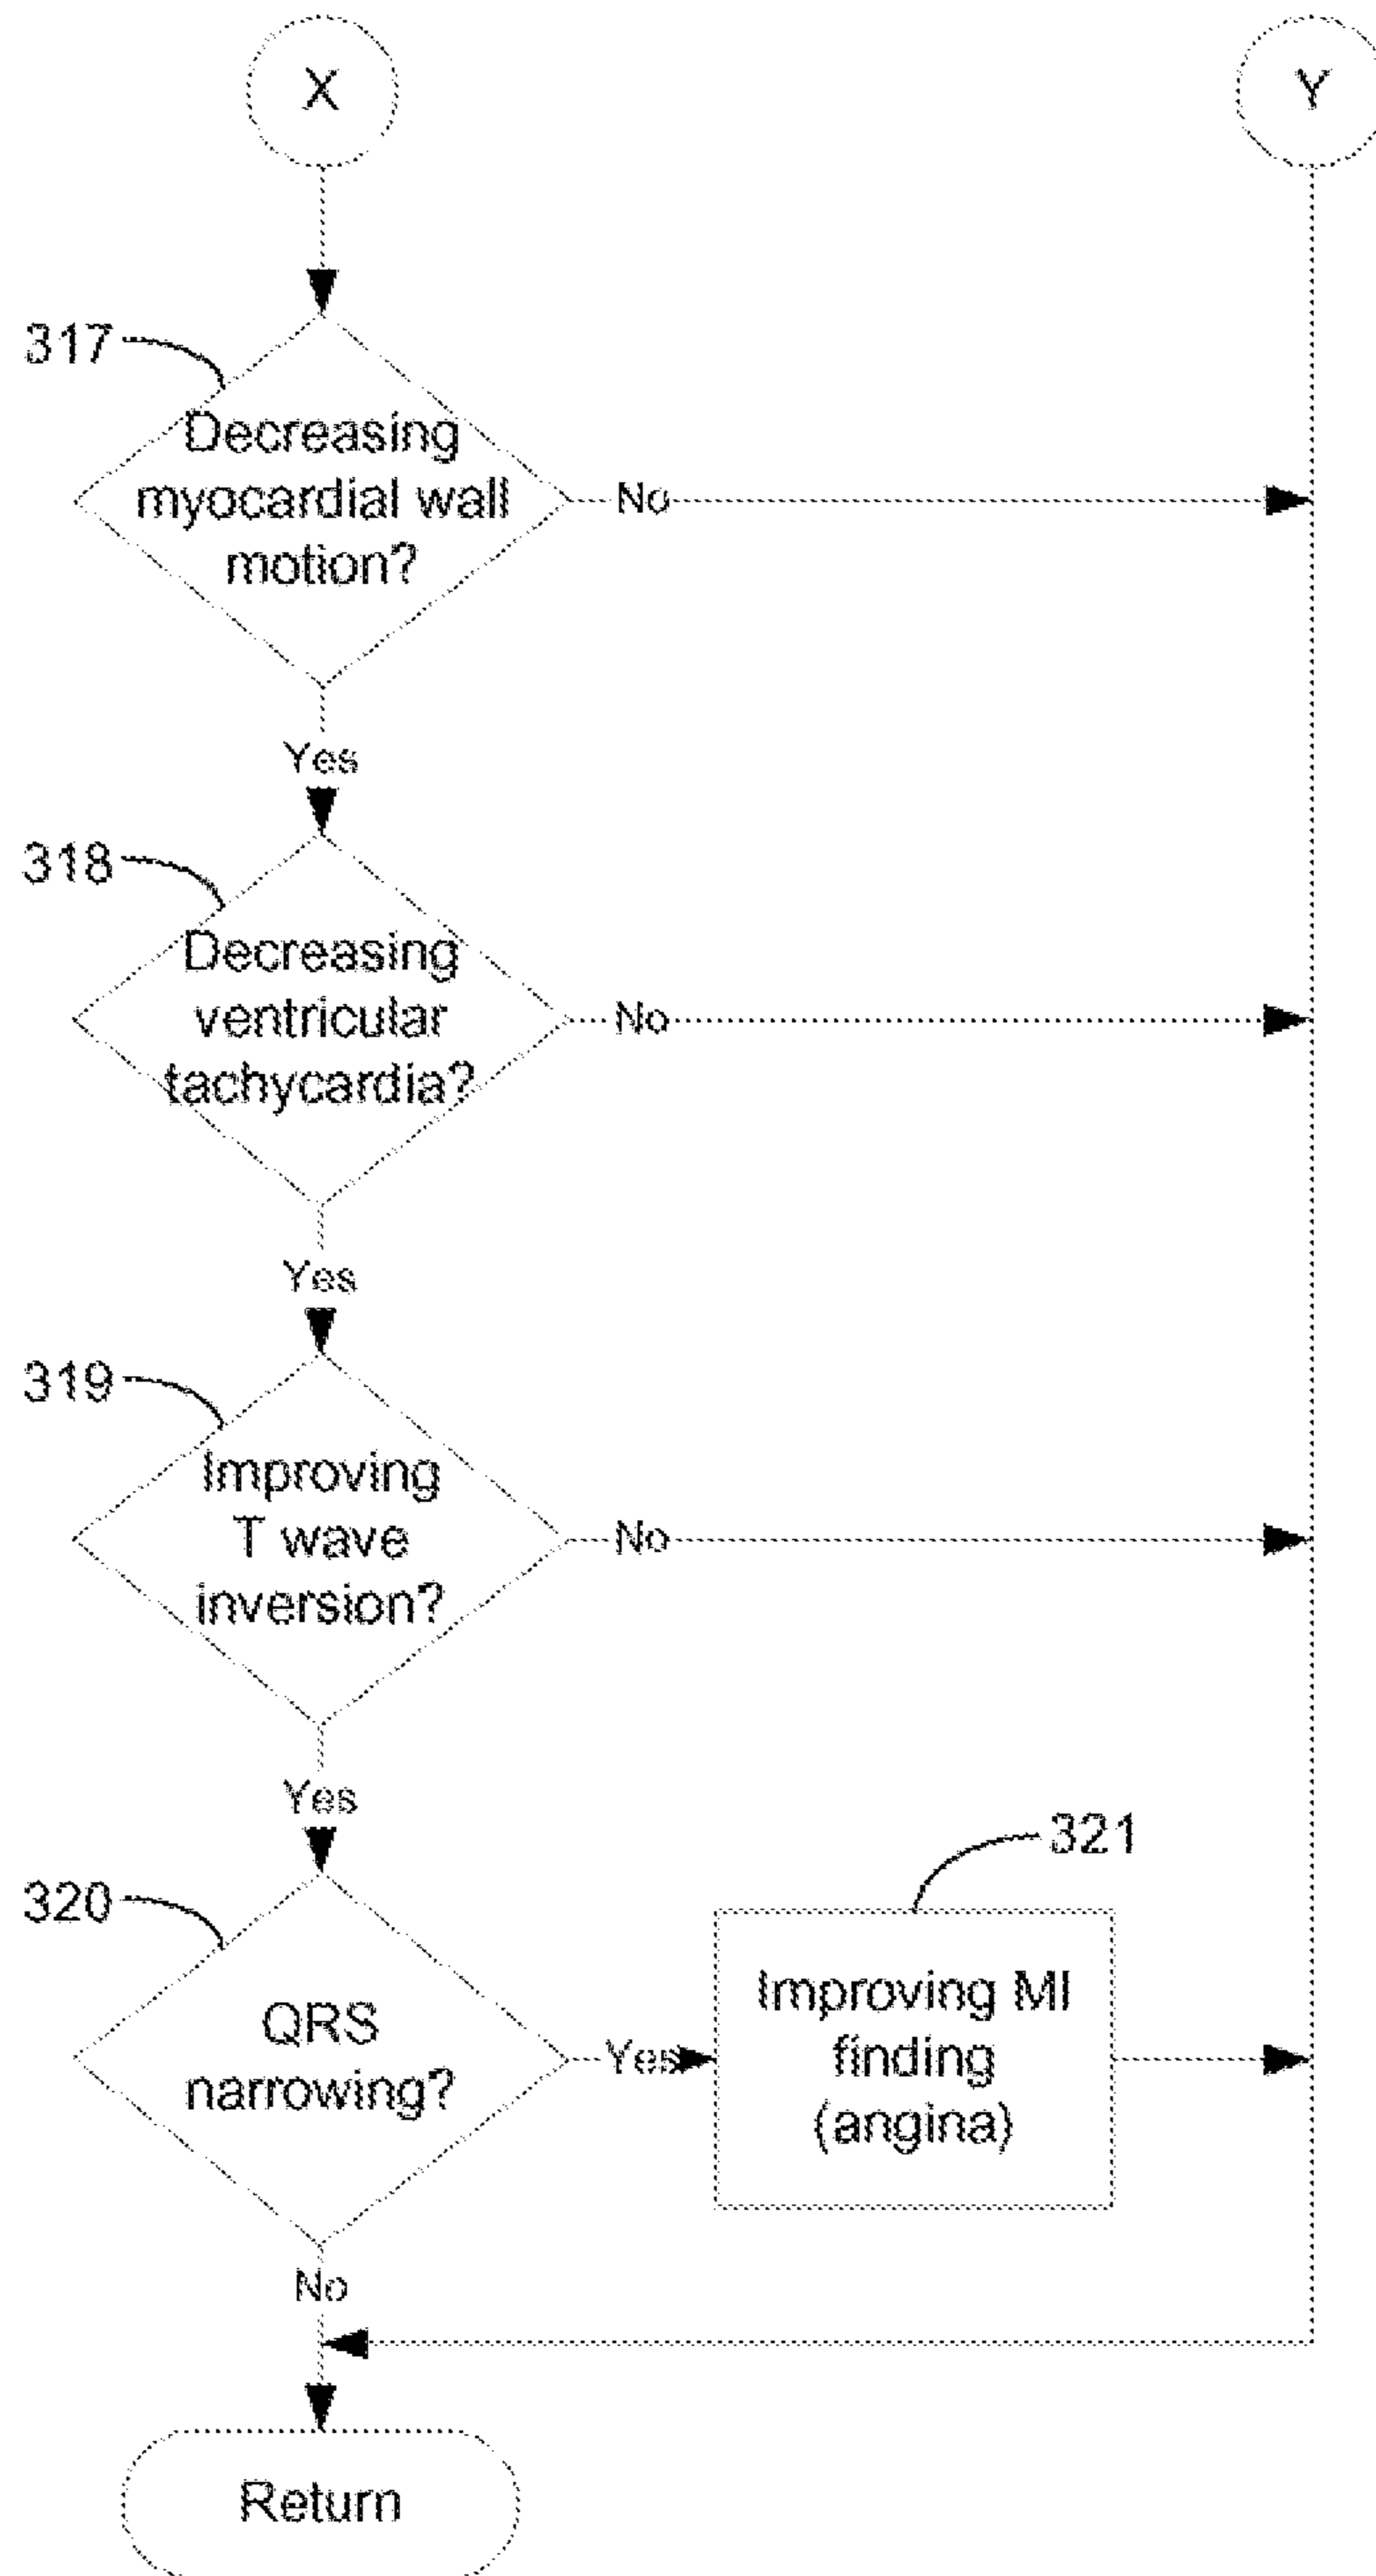 X
Y
317
Decreasing
myocardial wall
motion?
No
Yes
318
Decreasing
ventricular
tachycardia?
No
Yes
319
Improving
T wave
inversion?
No
Yes
320
QRS
narrowing?
Yes
321
Improving MI
finding
(angina)
No
Return